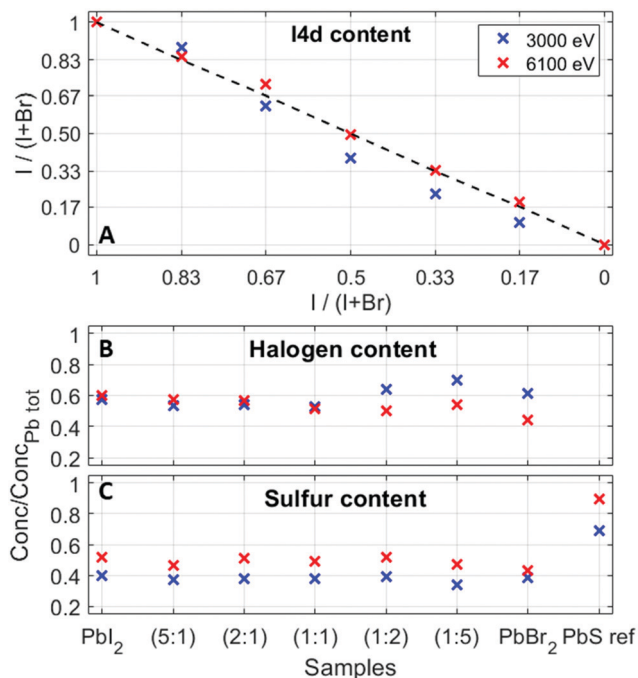 I4d content
3000 eV
6100 eV
I / (I+Br)
1
0.83
0.67
0.50
0.33
0.17
0
A
1 0.83 0.67 0.5 0.33 0.17 0
I / (I+Br)
B
Halogen content
1
0.8
0.6
0.4
0.2
Conc/Conc_Pb tot
C
Sulfur content
1
0.8
0.6
0.4
0.2
PbI₂ (5:1) (2:1) (1:1) (1:2) (1:5) PbBr₂ PbS ref
Samples